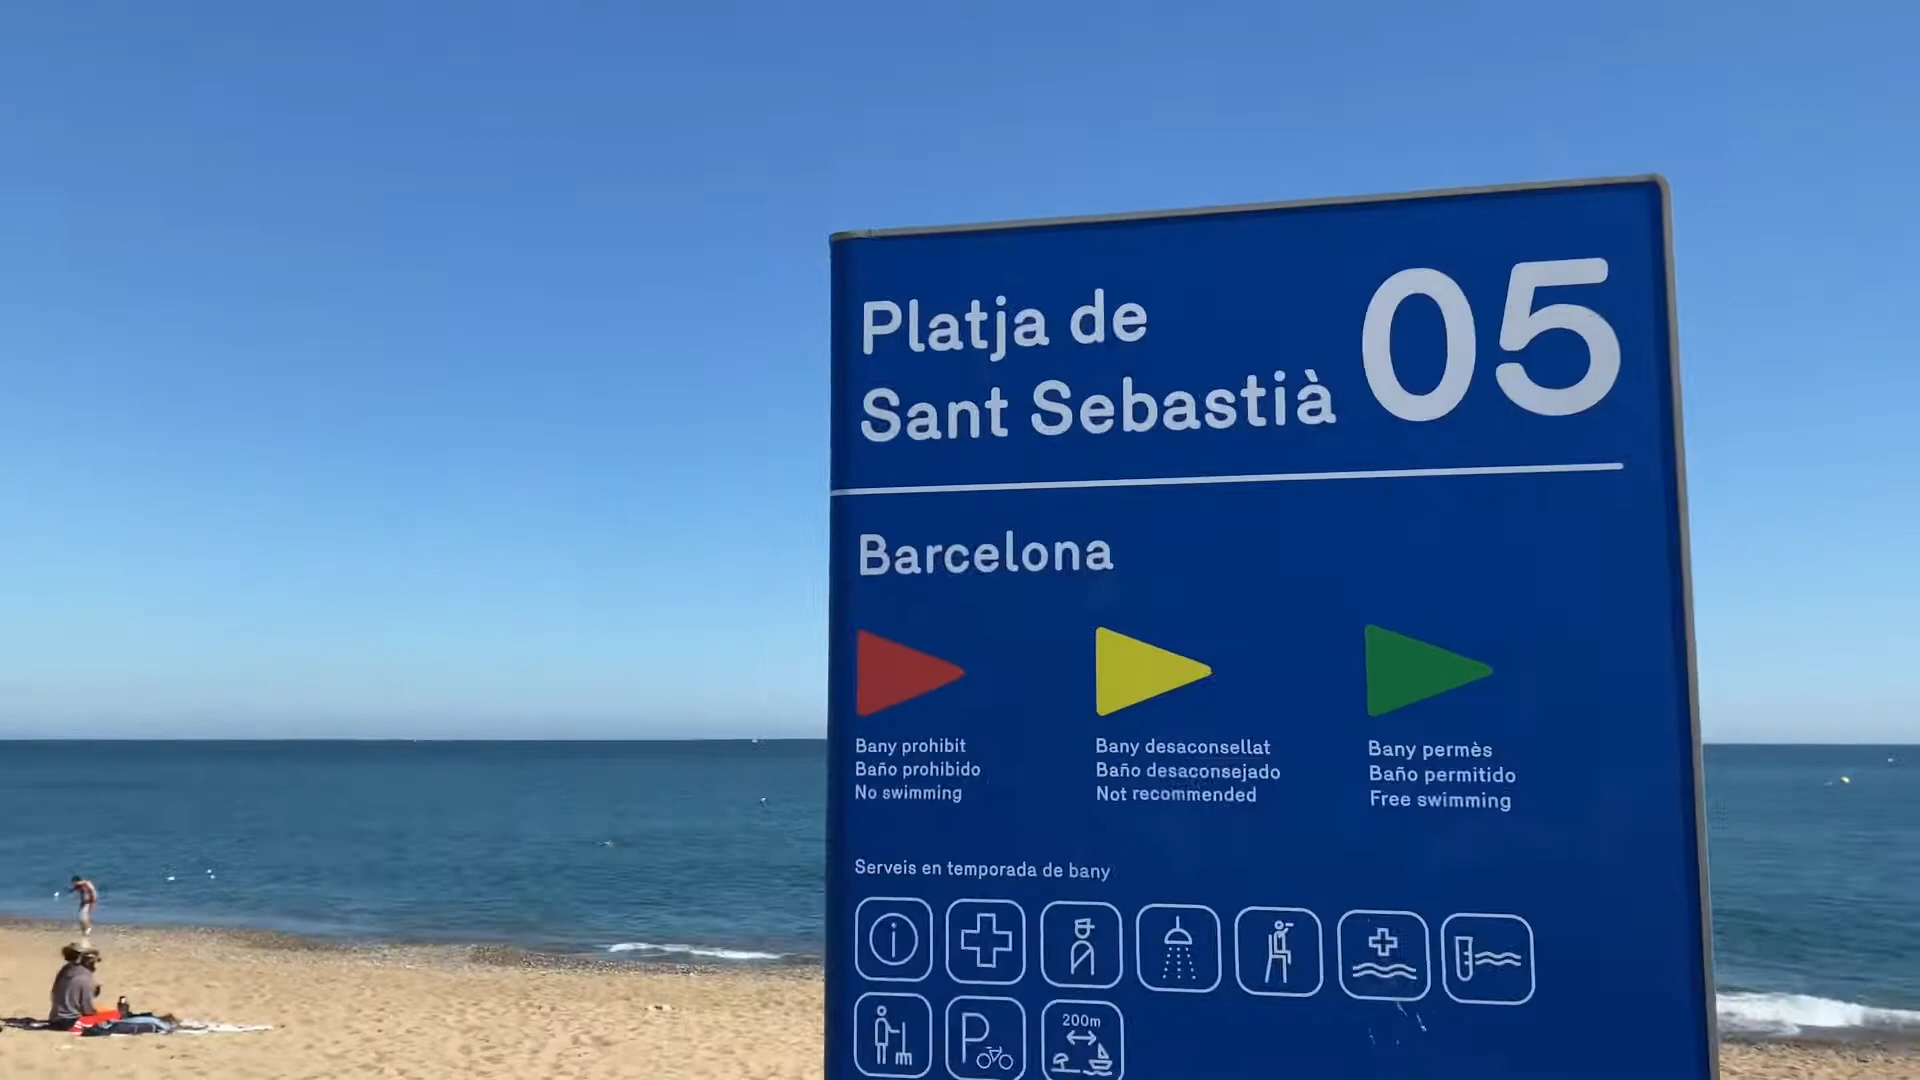 Platja de
Sant Sebastià
05
Barcelona
Bany prohibit
Baño prohibido
No swimming
Bany desaconsellat
Baño desaconsejado
Not recommended
Bany permès
Baño permitido
Free swimming
Serveis en temporada de bany
i
P
200m